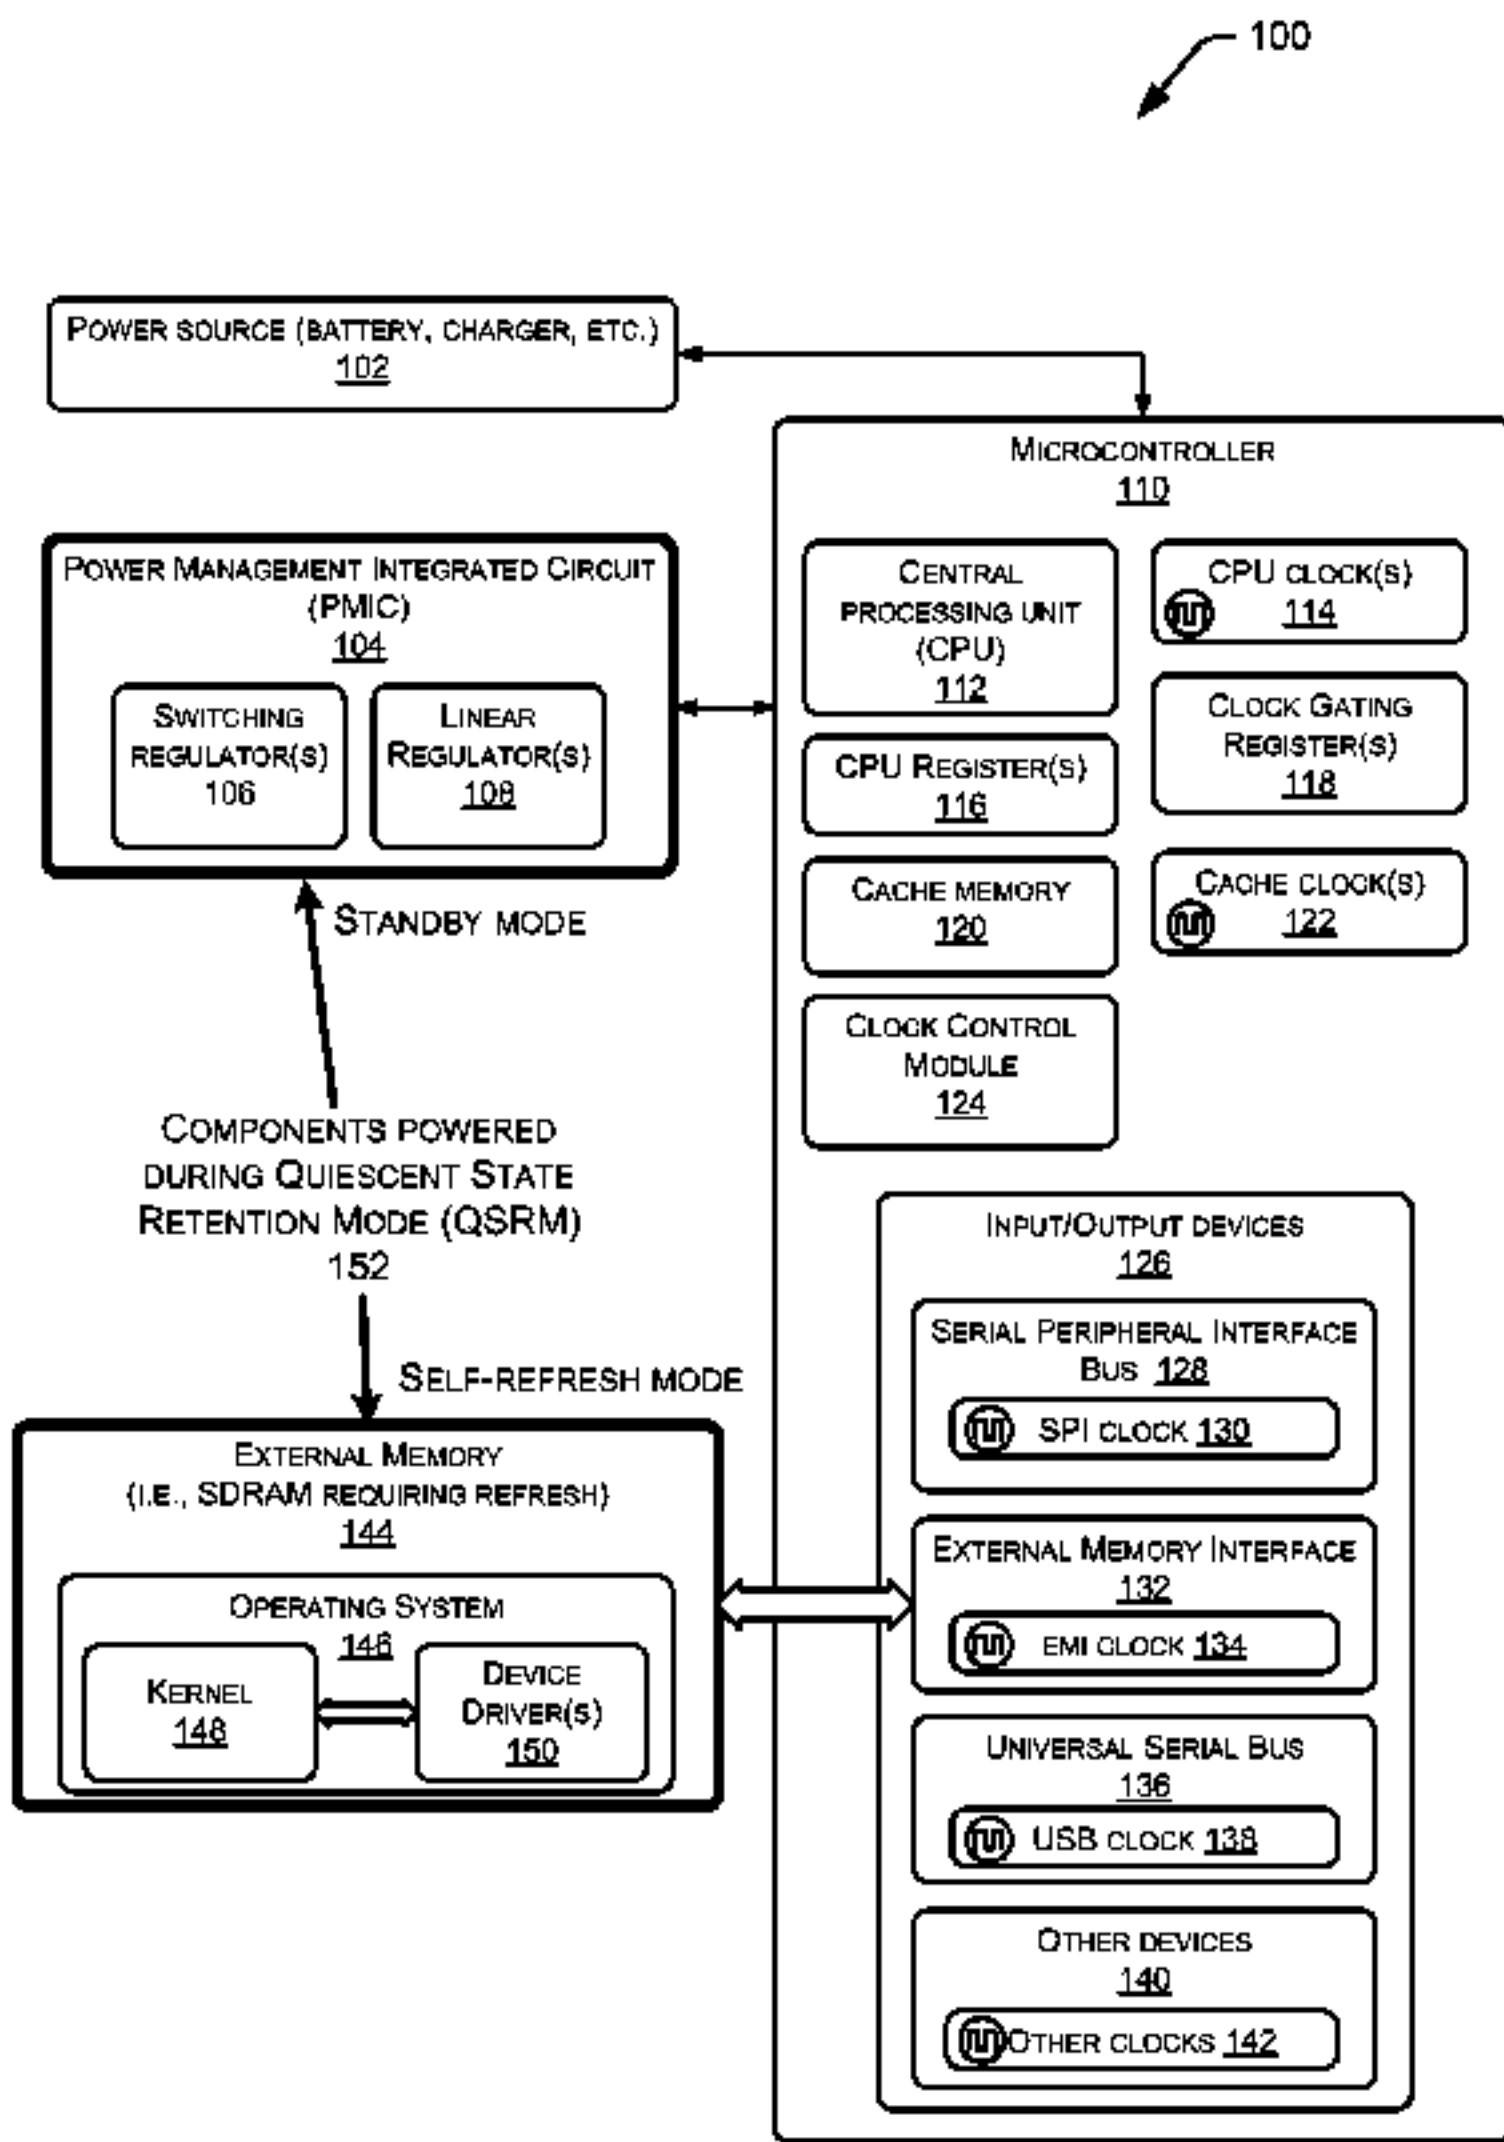 100
Power source (battery, charger, etc.)
102
Microcontroller
110
Power Management Integrated Circuit
(PMIC)
104
Switching
regulator(s)
106
Linear
Regulator(s)
108
Central
processing unit
(CPU)
112
CPU clock(s)
114
Clock Gating
Register(s)
118
CPU Register(s)
116
Cache memory
120
Cache clock(s)
122
Clock Control
Module
124
Standby mode
Components powered
during Quiescent State
Retention Mode (QSRM)
152
Self-refresh mode
External Memory
(i.e., SDRAM requiring refresh)
144
Operating System
146
Kernel
148
Device
Driver(s)
150
Input/Output devices
126
Serial Peripheral Interface
Bus 128
SPI clock 130
External Memory Interface
132
EMI clock 134
Universal Serial Bus
136
USB clock 138
Other devices
140
Other clocks 142